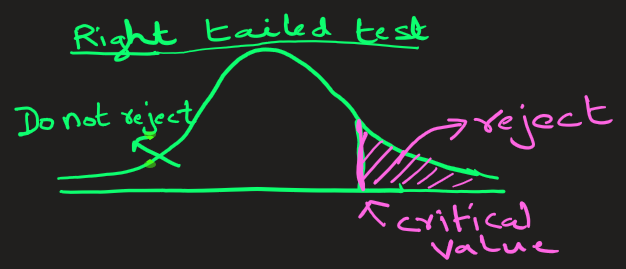 Right tailed test
Do not reject
reject
critical
value